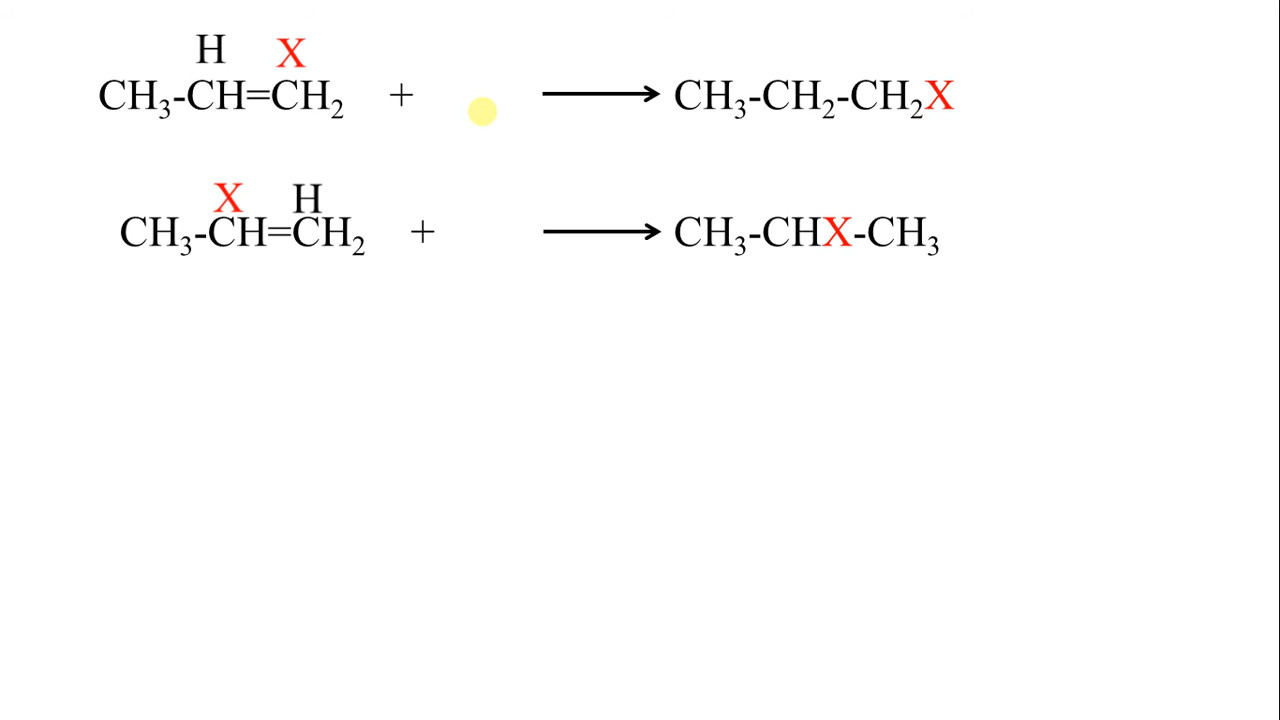 H X
CH₃-CH=CH₂ + ⟶ CH₃-CH₂-CH₂X
X H
CH₃-CH=CH₂ + ⟶ CH₃-CHX-CH₃